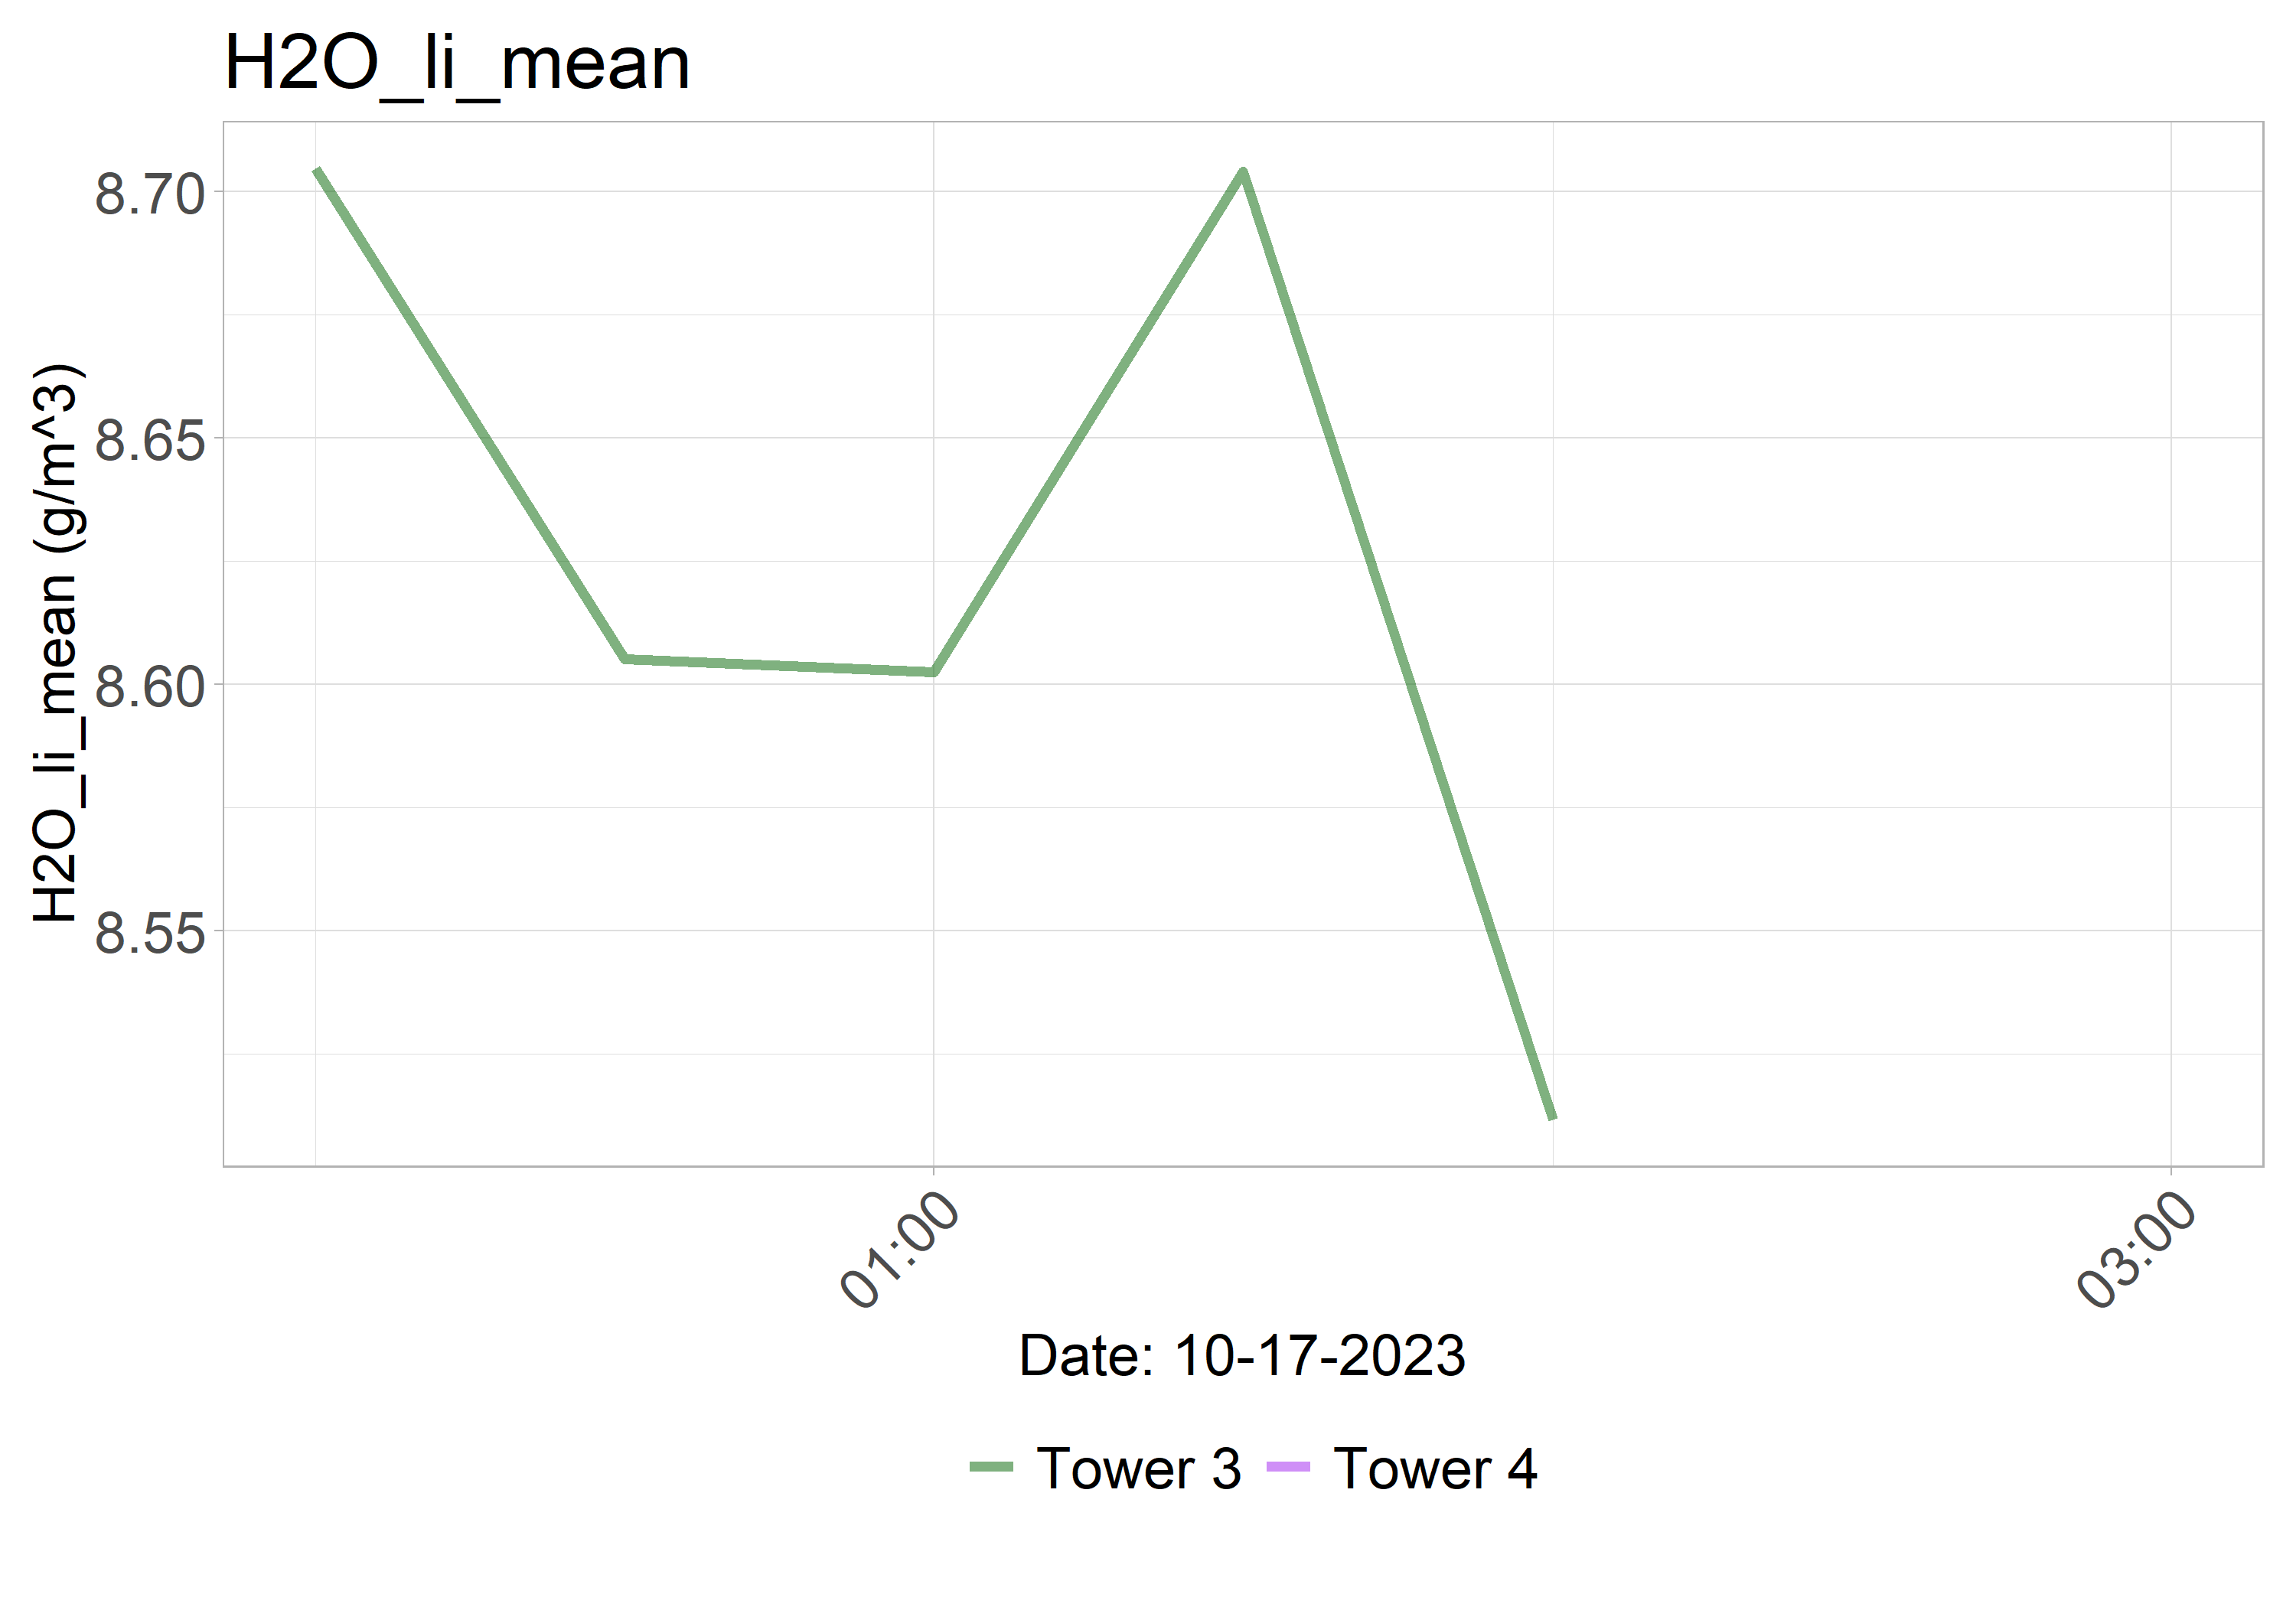 H2O_li_mean
H2O_li_mean (g/m^3)
8.70
8.65
8.60
8.55
01:00
03:00
Date: 10-17-2023
Tower 3
Tower 4